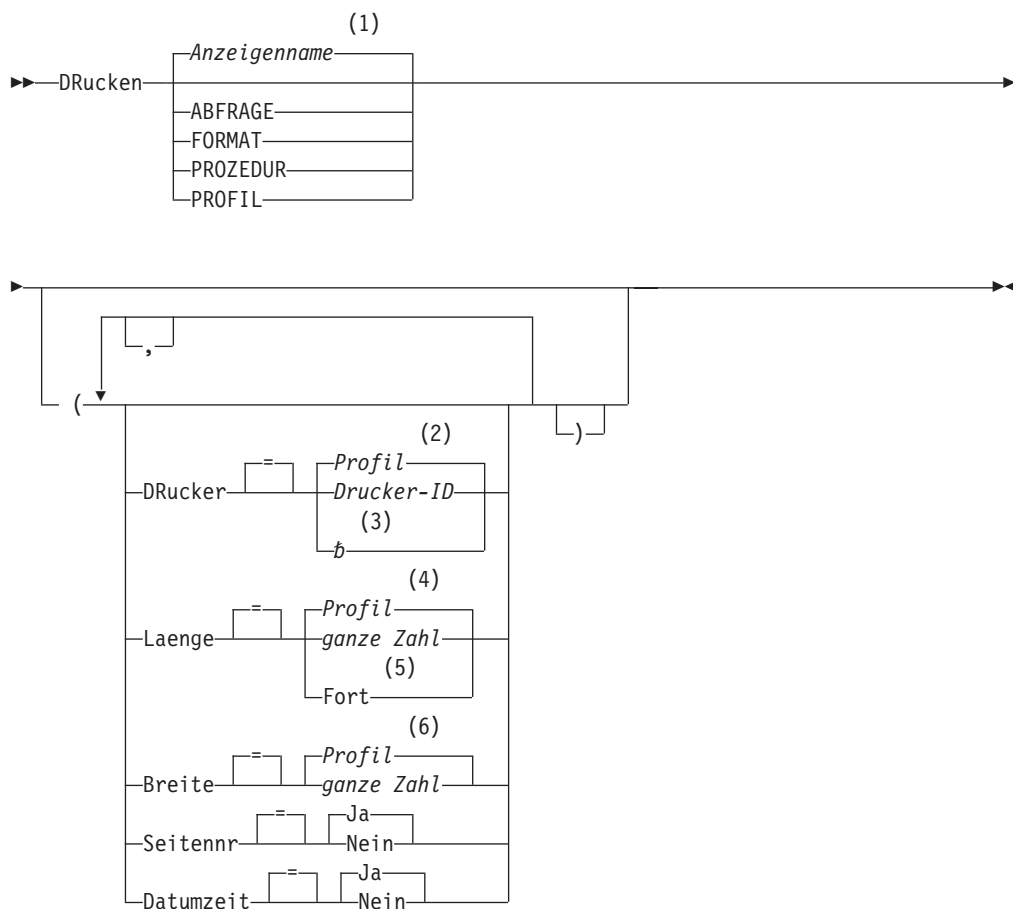 (1)
Anzeigenname
DRucken
ABFRAGE
FORMAT
PROZEDUR
PROFIL
,
(
)
(2)
Profil
DRucker =
Drucker-ID
(3)
ƀ
(4)
Profil
Laenge =
ganze Zahl
(5)
Fort
(6)
Profil
Breite =
ganze Zahl
Ja
Seitennr =
Nein
Ja
Datumzeit =
Nein